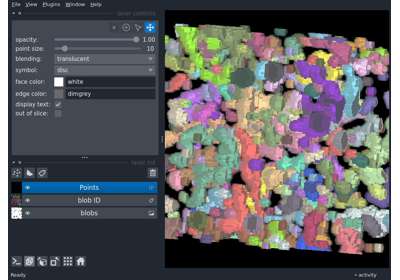 File View Plugins Window Help
layer controls
opacity: 1.00
point size: 10
blending: translucent
symbol: disc
face color: white
edge color: dimgrey
display text:
out of slice:
layer list
Points
blob ID
blobs
Ready
activity